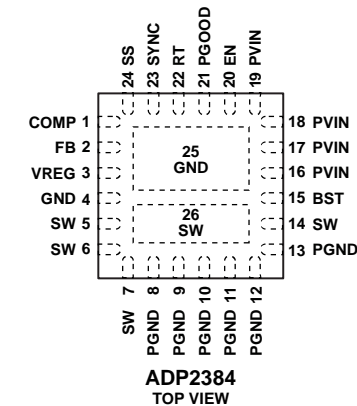 24 SS
23 SYNC
22 RT
21 PGOOD
20 EN
19 PVIN
COMP 1
FB 2
VREG 3
GND 4
SW 5
SW 6
25
GND
26
SW
18 PVIN
17 PVIN
16 PVIN
15 BST
14 SW
13 PGND
SW 7
PGND 8
PGND 9
PGND 10
PGND 11
PGND 12
ADP2384
TOP VIEW